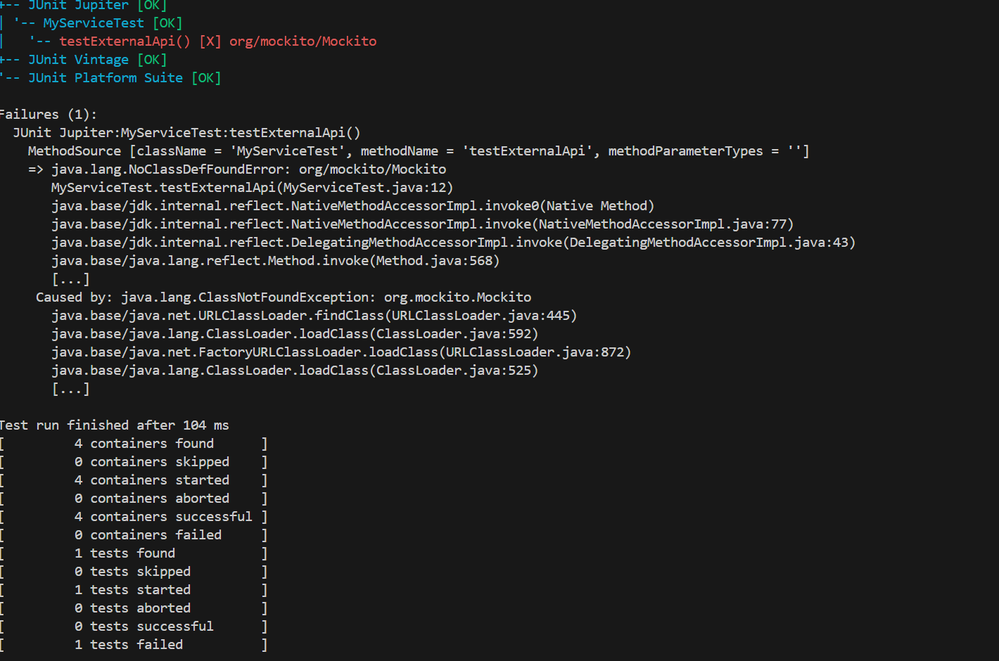 +-- JUnit Jupiter [OK]
| '-- MyServiceTest [OK]
|   '-- testExternalApi() [X] org/mockito/Mockito
+-- JUnit Vintage [OK]
'-- JUnit Platform Suite [OK]

Failures (1):
  JUnit Jupiter:MyServiceTest:testExternalApi()
    MethodSource [className = 'MyServiceTest', methodName = 'testExternalApi', methodParameterTypes = '']
    => java.lang.NoClassDefFoundError: org/mockito/Mockito
       MyServiceTest.testExternalApi(MyServiceTest.java:12)
       java.base/jdk.internal.reflect.NativeMethodAccessorImpl.invoke0(Native Method)
       java.base/jdk.internal.reflect.NativeMethodAccessorImpl.invoke(NativeMethodAccessorImpl.java:77)
       java.base/jdk.internal.reflect.DelegatingMethodAccessorImpl.invoke(DelegatingMethodAccessorImpl.java:43)
       java.base/java.lang.reflect.Method.invoke(Method.java:568)
       [...]
     Caused by: java.lang.ClassNotFoundException: org.mockito.Mockito
       java.base/java.net.URLClassLoader.findClass(URLClassLoader.java:445)
       java.base/java.lang.ClassLoader.loadClass(ClassLoader.java:592)
       java.base/java.net.FactoryURLClassLoader.loadClass(URLClassLoader.java:872)
       java.base/java.lang.ClassLoader.loadClass(ClassLoader.java:525)
       [...]

Test run finished after 104 ms
[         4 containers found      ]
[         0 containers skipped    ]
[         4 containers started    ]
[         0 containers aborted    ]
[         4 containers successful ]
[         0 containers failed     ]
[         1 tests found           ]
[         0 tests skipped         ]
[         1 tests started         ]
[         0 tests aborted         ]
[         0 tests successful      ]
[         1 tests failed          ]